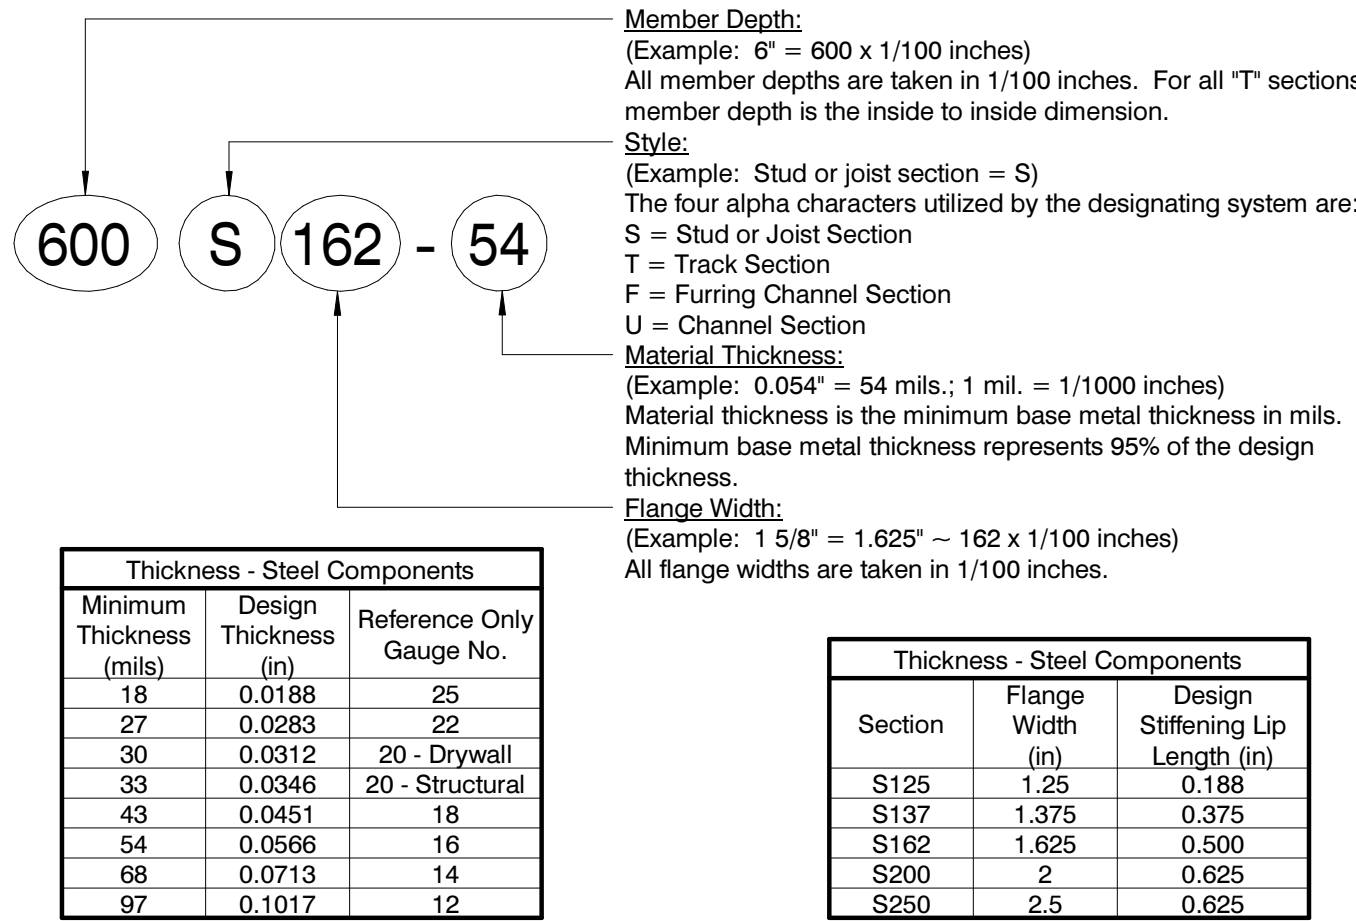 Member Depth:
(Example: 6" = 600 x 1/100 inches)
All member depths are taken in 1/100 inches. For all "T" sections
member depth is the inside to inside dimension.
Style:
(Example: Stud or joist section = S)
The four alpha characters utilized by the designating system are:
S = Stud or Joist Section
T = Track Section
F = Furring Channel Section
U = Channel Section
Material Thickness:
(Example: 0.054" = 54 mils.; 1 mil. = 1/1000 inches)
Material thickness is the minimum base metal thickness in mils.
Minimum base metal thickness represents 95% of the design
thickness.
Flange Width:
(Example: 1 5/8" = 1.625" ~ 162 x 1/100 inches)
All flange widths are taken in 1/100 inches.
600 S 162 - 54
Thickness - Steel Components
Minimum Thickness (mils) Design Thickness (in) Reference Only Gauge No.
18 0.0188 25
27 0.0283 22
30 0.0312 20 - Drywall
33 0.0346 20 - Structural
43 0.0451 18
54 0.0566 16
68 0.0713 14
97 0.1017 12
Thickness - Steel Components
Section Flange Width (in) Design Stiffening Lip Length (in)
S125 1.25 0.188
S137 1.375 0.375
S162 1.625 0.500
S200 2 0.625
S250 2.5 0.625